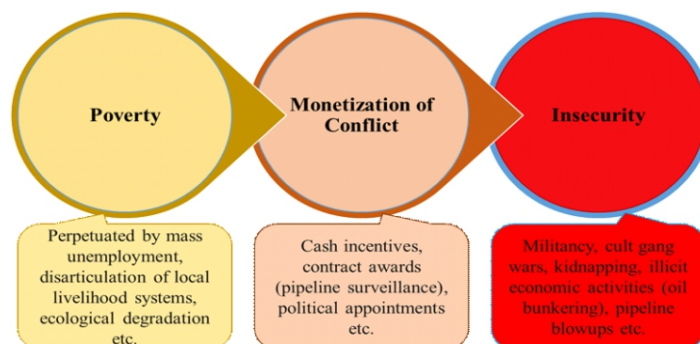 Poverty
Monetization of
Conflict
Insecurity
Perpetuated by mass
unemployment,
disarticulation of local
livelihood systems,
ecological degradation
etc.
Cash incentives,
contract awards
(pipeline surveillance),
political appointments
etc.
Militancy, cult gang
wars, kidnapping, illicit
economic activities (oil
bunkering), pipeline
blowups etc.